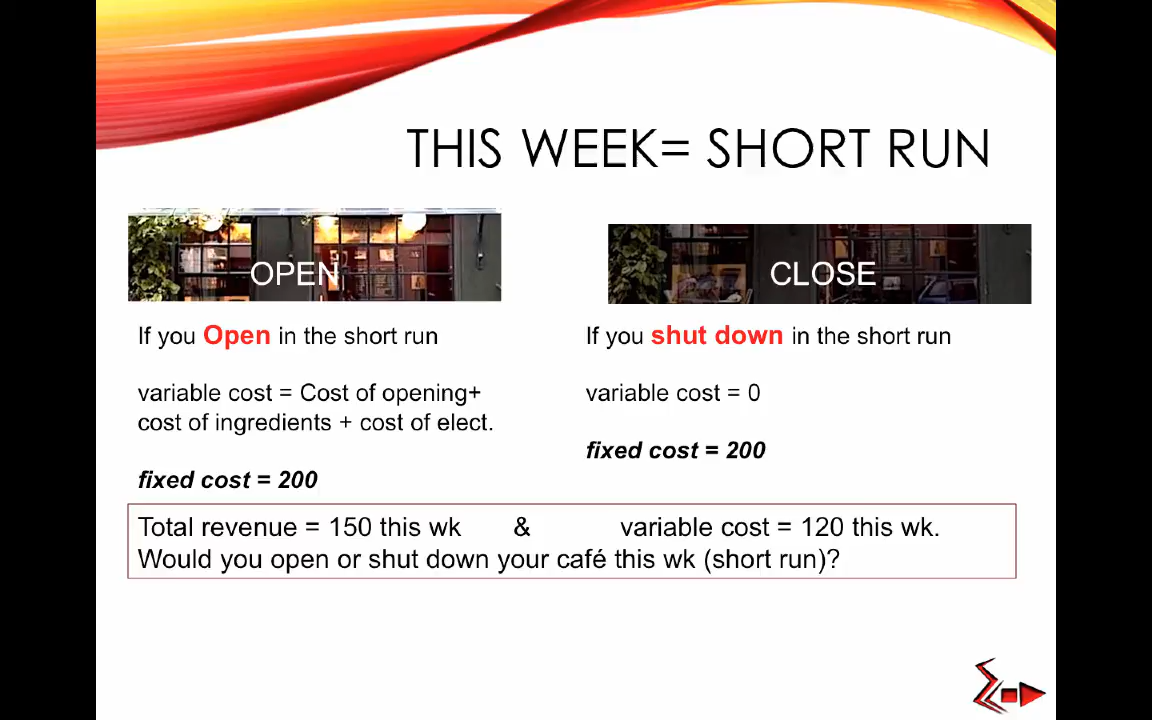 THIS WEEK= SHORT RUN
OPEN
CLOSE
If you Open in the short run
variable cost = Cost of opening+
cost of ingredients + cost of elect.
fixed cost = 200
If you shut down in the short run
variable cost = 0
fixed cost = 200
Total revenue = 150 this wk & variable cost = 120 this wk.
Would you open or shut down your café this wk (short run)?